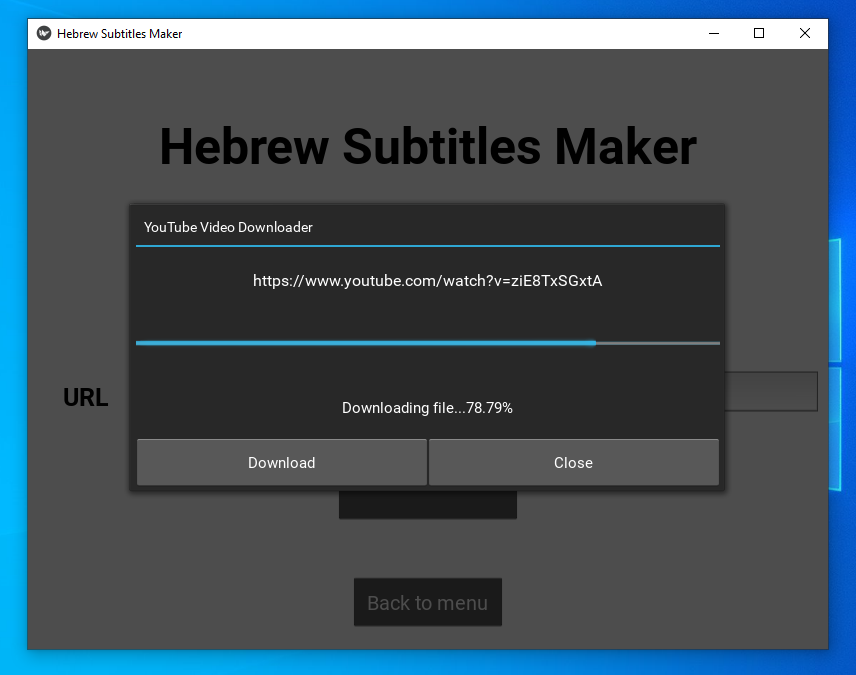 Hebrew Subtitles Maker
Hebrew Subtitles Maker
YouTube Video Downloader
https://www.youtube.com/watch?v=ziE8TxSGxtA
URL
Downloading file...78.79%
Download
Close
Back to menu